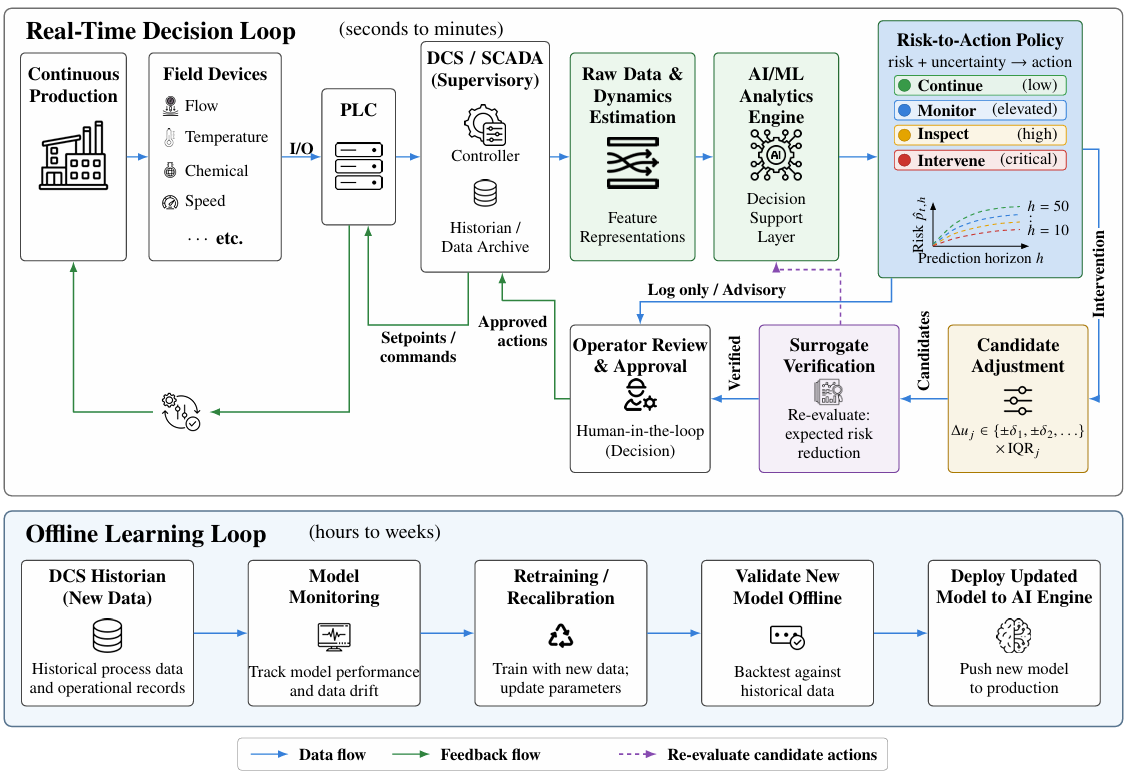 Real-Time Decision Loop (seconds to minutes)
Continuous
Production
Field Devices
Flow
Temperature
Chemical
Speed
··· etc.
I/O
PLC
DCS / SCADA
(Supervisory)
Controller
Historian /
Data Archive
Raw Data &
Dynamics
Estimation
Feature
Representations
AI/ML
Analytics
Engine
AI
Decision
Support
Layer
Risk-to-Action Policy
risk + uncertainty → action
Continue (low)
Monitor (elevated)
Inspect (high)
Intervene (critical)
Risk p̂_{t,h}
h = 50
⋮
h = 10
Prediction horizon h
Intervention
Log only / Advisory
Setpoints /
commands
Approved
actions
Operator Review
& Approval
Human-in-the-loop
(Decision)
Verified
Surrogate
Verification
Re-evaluate:
expected risk
reduction
Candidates
Candidate
Adjustment
Δu_j ∈ {±δ₁, ±δ₂, . . .}
× IQR_j
Offline Learning Loop (hours to weeks)
DCS Historian
(New Data)
Historical process data
and operational records
Model
Monitoring
Track model performance
and data drift
Retraining /
Recalibration
Train with new data;
update parameters
Validate New
Model Offline
Backtest against
historical data
Deploy Updated
Model to AI Engine
Push new model
to production
Data flow
Feedback flow
Re-evaluate candidate actions